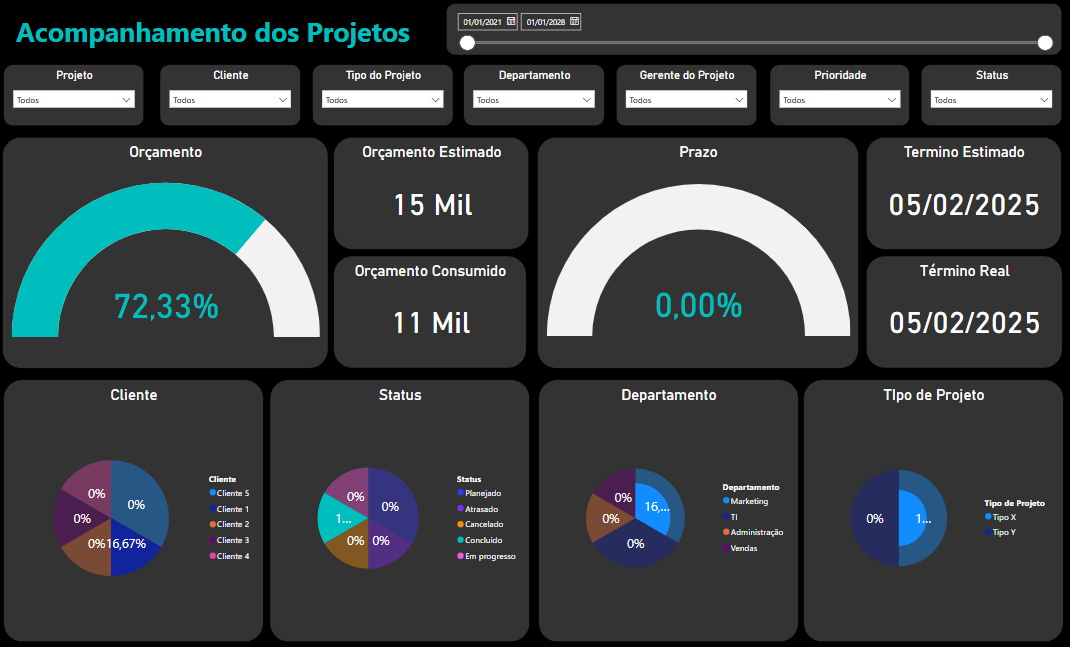 Acompanhamento dos Projetos
01/01/2021 01/01/2028
Projeto
Todos
Cliente
Todos
Tipo do Projeto
Todos
Departamento
Todos
Gerente do Projeto
Todos
Prioridade
Todos
Status
Todos
Orçamento
72,33%
Orçamento Estimado
15 Mil
Orçamento Consumido
11 Mil
Prazo
0,00%
Termino Estimado
05/02/2025
Término Real
05/02/2025
Cliente
0%
0%
0%
0%
16,67%
Cliente
Cliente 5
Cliente 1
Cliente 2
Cliente 3
Cliente 4
Status
0%
0%
1...
0%
0%
Status
Planejado
Atrasado
Cancelado
Concluído
Em progresso
Departamento
0%
16,...
0%
0%
Departamento
Marketing
TI
Administração
Vendas
TIpo de Projeto
0%
1...
Tipo de Projeto
Tipo X
Tipo Y